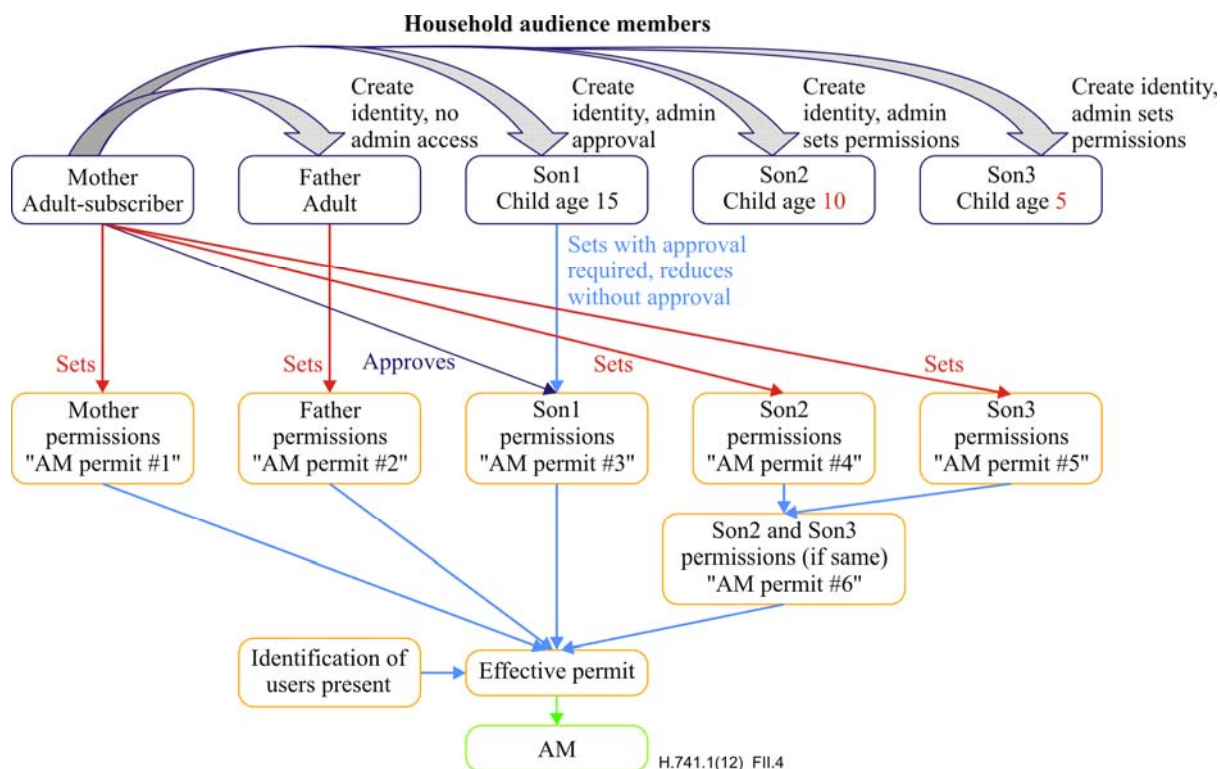 Household audience members
Create
identity, no
admin access
Create
identity, admin
approval
Create
identity, admin
sets permissions
Create identity,
admin sets
permissions
Mother
Adult-subscriber
Father
Adult
Son1
Child age 15
Son2
Child age 10
Son3
Child age 5
Sets with approval
required, reduces
without approval
Sets
Sets
Approves
Sets
Sets
Mother
permissions
"AM permit #1"
Father
permissions
"AM permit #2"
Son1
permissions
"AM permit #3"
Son2
permissions
"AM permit #4"
Son3
permissions
"AM permit #5"
Son2 and Son3
permissions (if same)
"AM permit #6"
Identification of
users present
Effective permit
AM
H.741.1(12)_FII.4